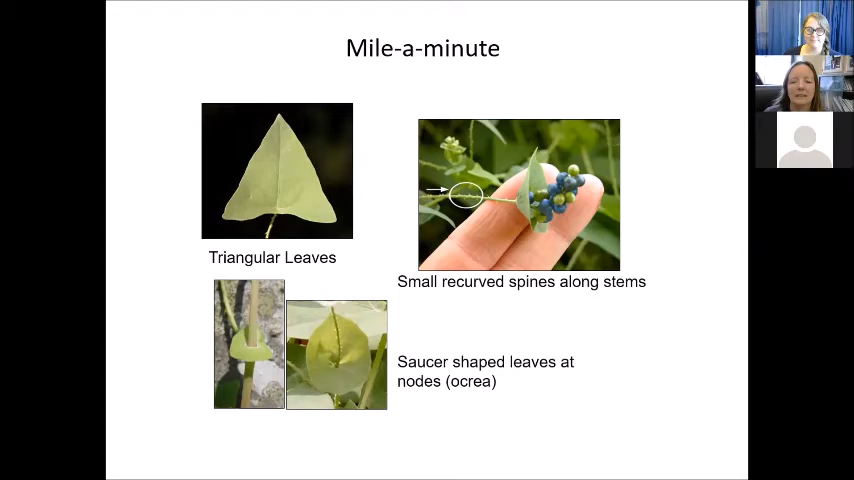 Mile-a-minute
Triangular Leaves
Small recurved spines along stems
Saucer shaped leaves at
nodes (ocrea)